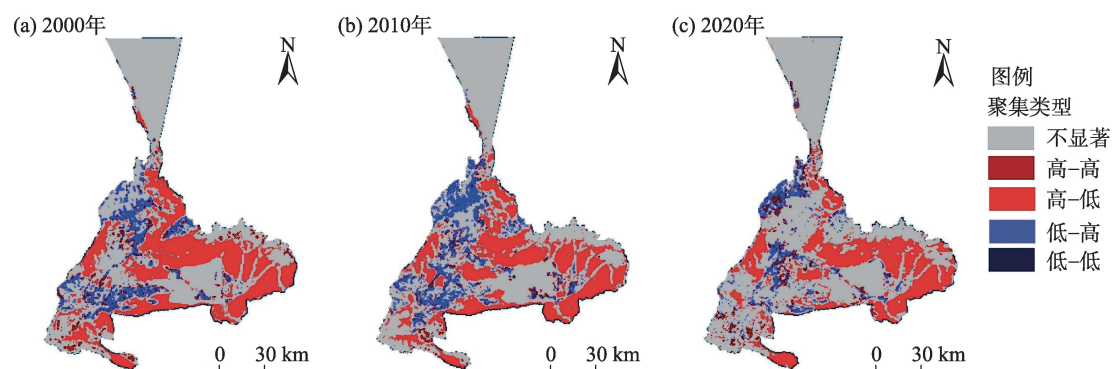 (a) 2000年
(b) 2010年
(c) 2020年
N
N
N
图例
聚集类型
不显著
高-高
高-低
低-高
低-低
0 30 km
0 30 km
0 30 km